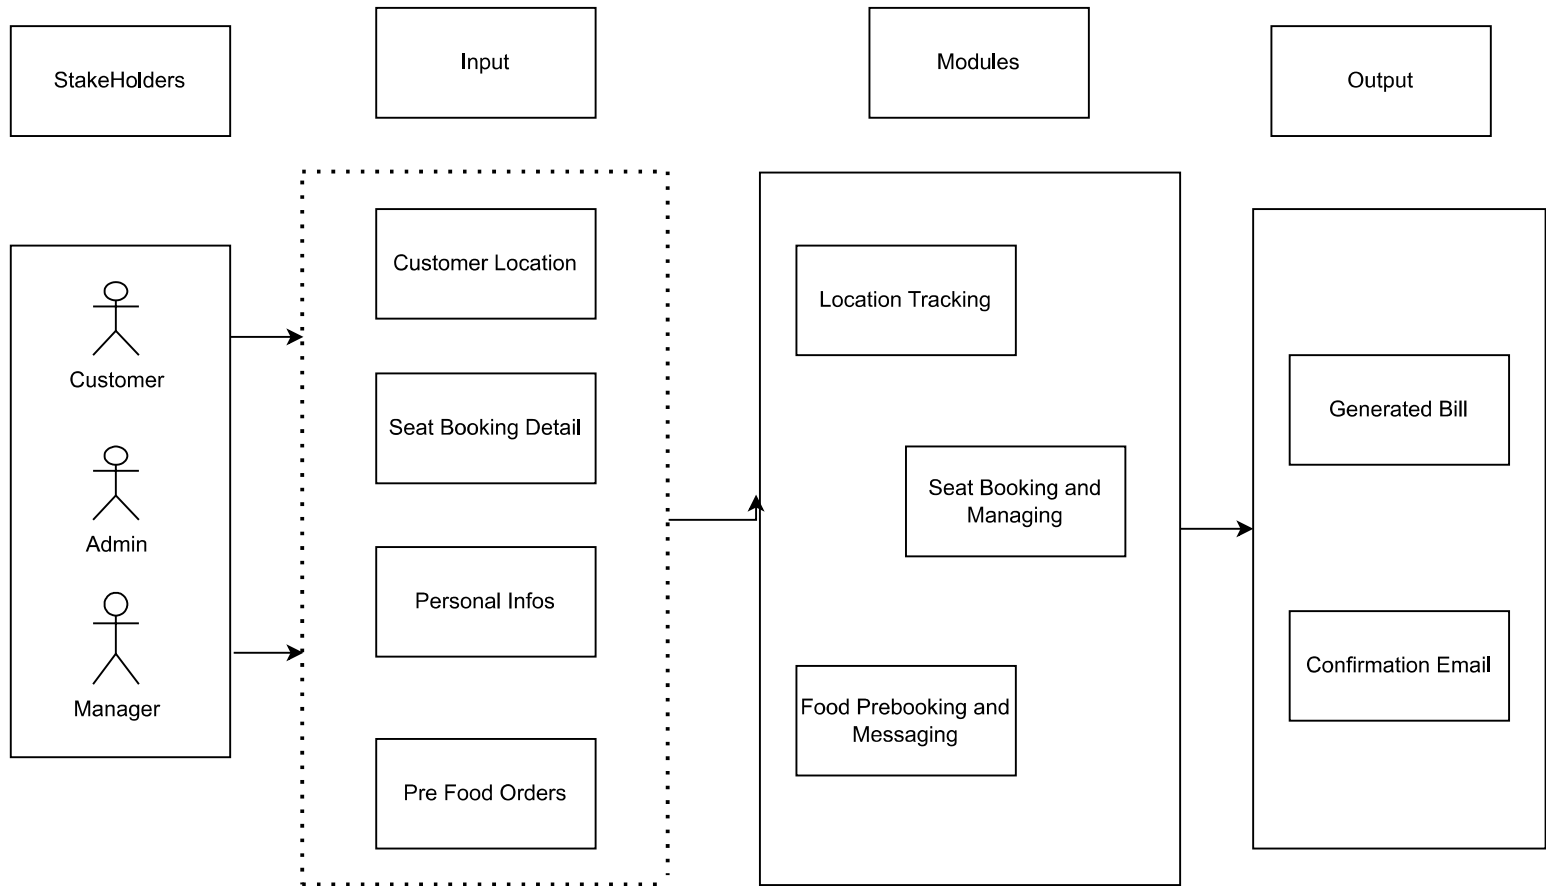 StakeHolders
Input
Modules
Output
Customer
Admin
Manager
Customer Location
Seat Booking Detail
Personal Infos
Pre Food Orders
Location Tracking
Seat Booking and
Managing
Food Prebooking and
Messaging
Generated Bill
Confirmation Email